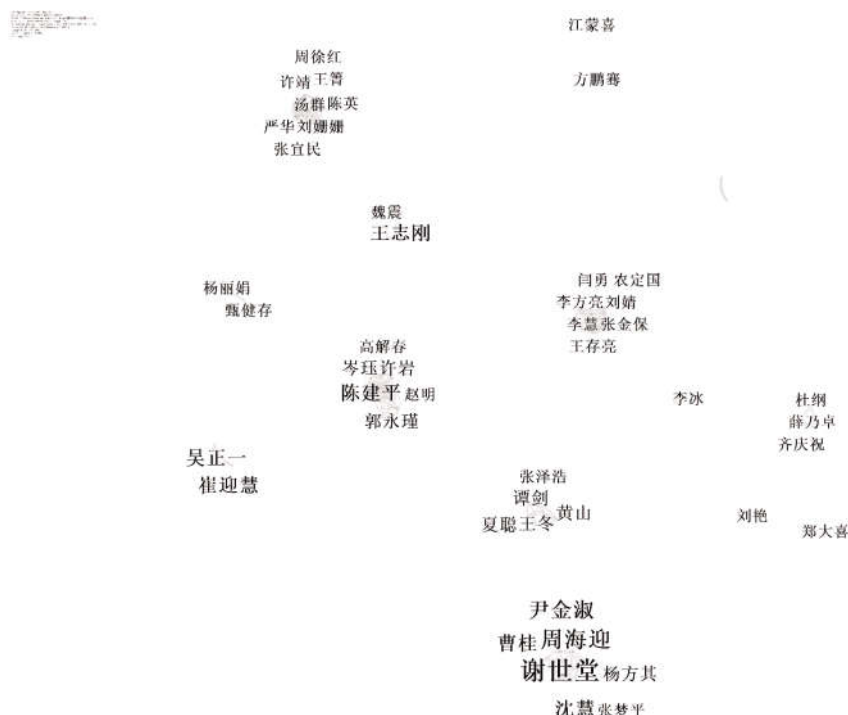 江蒙喜
周徐红
许靖 王箐
方鹏骞
汤群 陈英
严华 刘姗姗
张宜民
魏震
王志刚
闫勇 农定国
杨丽娟
李方亮 刘婧
甄健存
李慧 张金保
高解春
王存亮
岑珏 许岩
陈建平 赵明
李冰
杜纲
郭永瑾
薛乃卓
齐庆祝
吴正一
张泽浩
崔迎慧
谭剑
黄山
夏聪 王冬
刘艳
郑大喜
尹金淑
曹桂 周海迎
谢世堂 杨方其
沈慧 张梦平